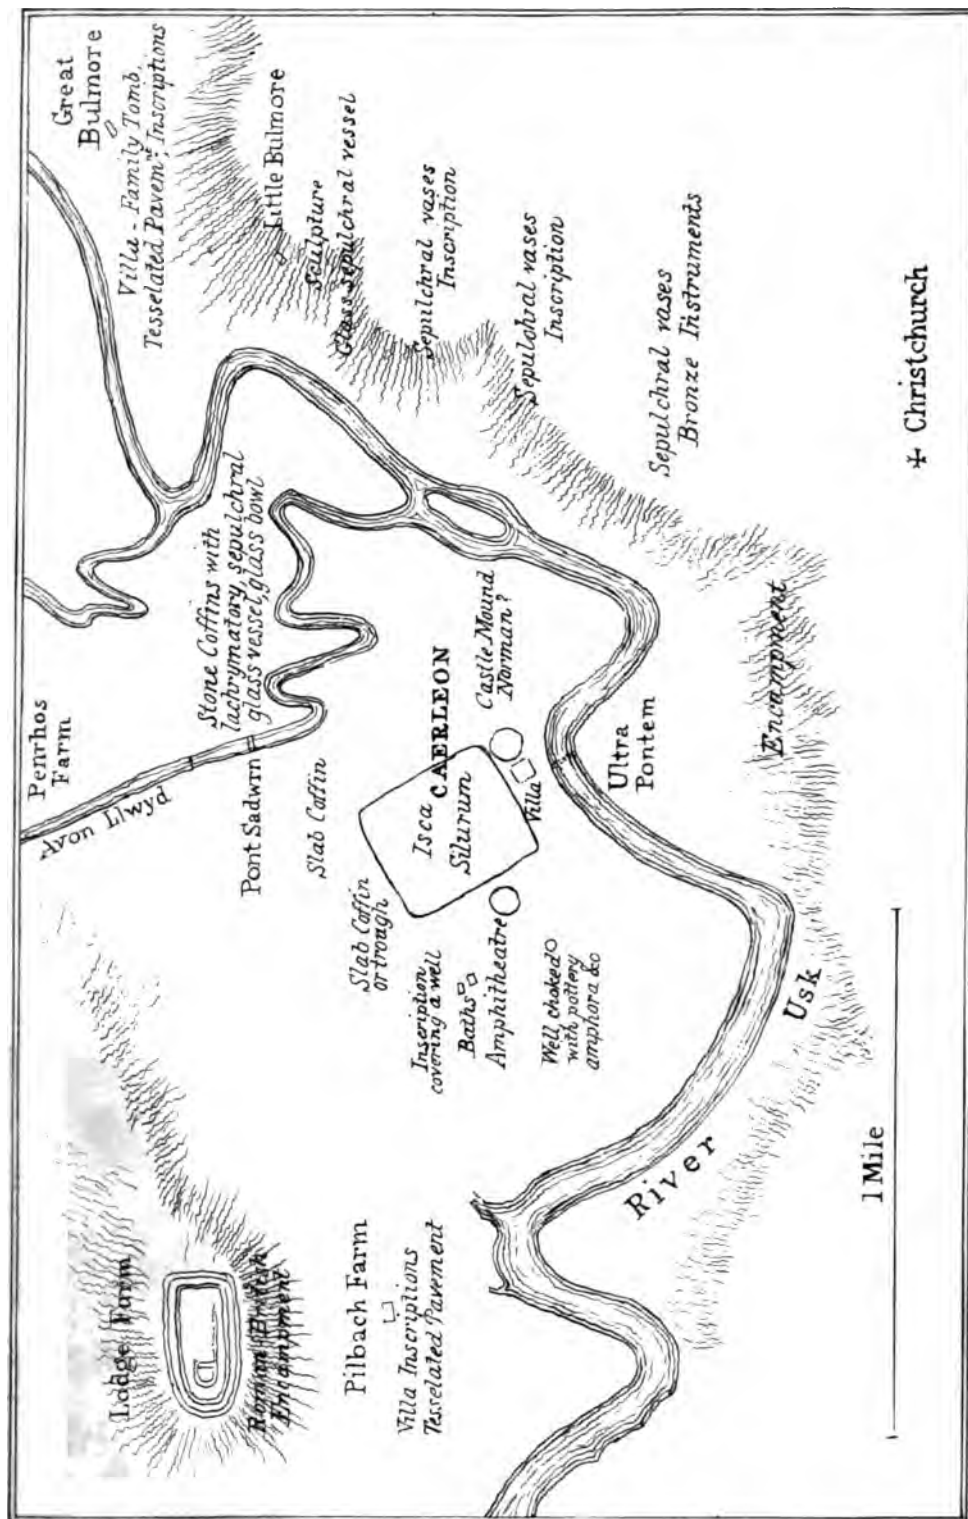 Great
Bulmore
Villa - Family Tomb,
Tesselated Pavem.nt, Inscriptions
Little Bulmore
Sculpture
Glass sepulchral vessel
Sepulchral vases
Inscription
Sepulchral vases
Inscription
Sepulchral vases
Bronze Instruments
✢ Christchurch
Stone Coffins with
lachrymatory, sepulchral
glass vessel, glass bowl
Penrhos
Farm
Avon Llwyd
Pont Sadwrn
Slab Coffin
CAERLEON
Castle Mound
Norman?
Isca
Silurum
Villa
Ultra
Pontem
Encampment
Slab Coffin
or trough
Inscription
covering a well
Baths
Amphitheatre
Well, choked
with pottery
amphora &c
River Usk
1 Mile
Lodge Farm
Roman British
Encampment
Pilbach Farm
Villa Inscriptions
Tesselated Pavement